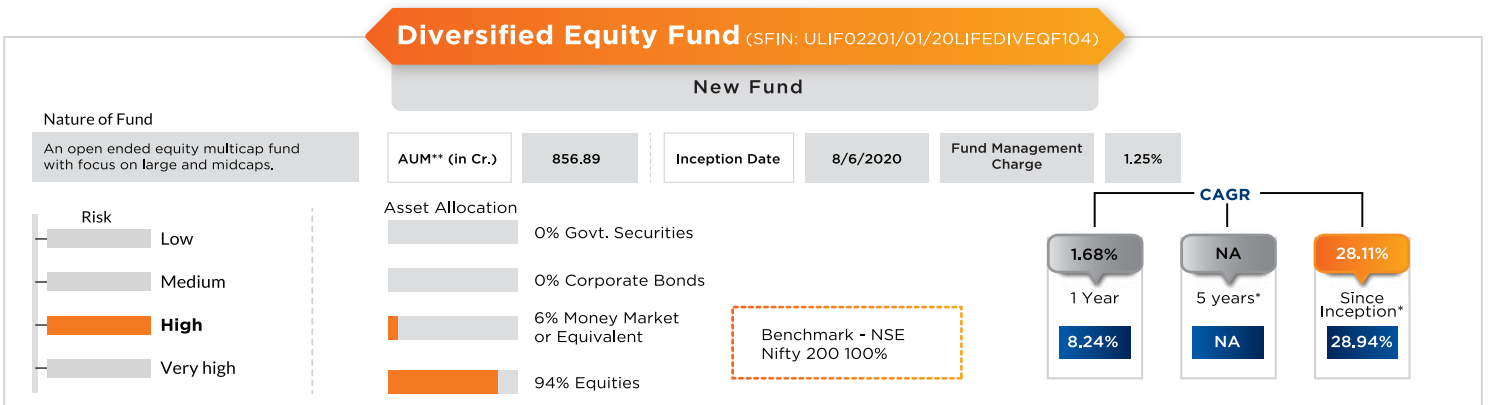 Diversified Equity Fund (SFIN: ULIF02201/01/20LIFEDIVEQF104)
New Fund
Nature of Fund
An open ended equity multicap fund
with focus on large and midcaps.
AUM** (in Cr.)
856.89
Inception Date
8/6/2020
Fund Management
Charge
1.25%
Risk
Low
Medium
High
Very high
Asset Allocation
0% Govt. Securities
0% Corporate Bonds
6% Money Market
or Equivalent
94% Equities
Benchmark - NSE
Nifty 200 100%
CAGR
1.68%
1 Year
8.24%
NA
5 years*
NA
28.11%
Since
Inception*
28.94%